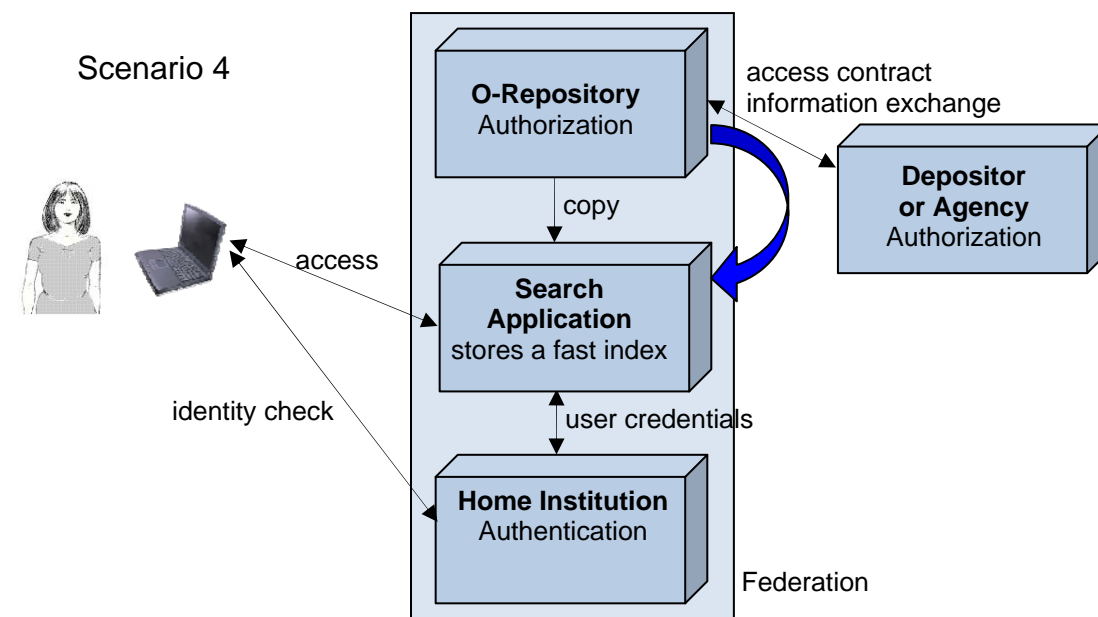 Scenario 4
O-Repository
Authorization
access contract
information exchange
Depositor
or Agency
Authorization
copy
access
Search
Application
stores a fast index
identity check
user credentials
Home Institution
Authentication
Federation